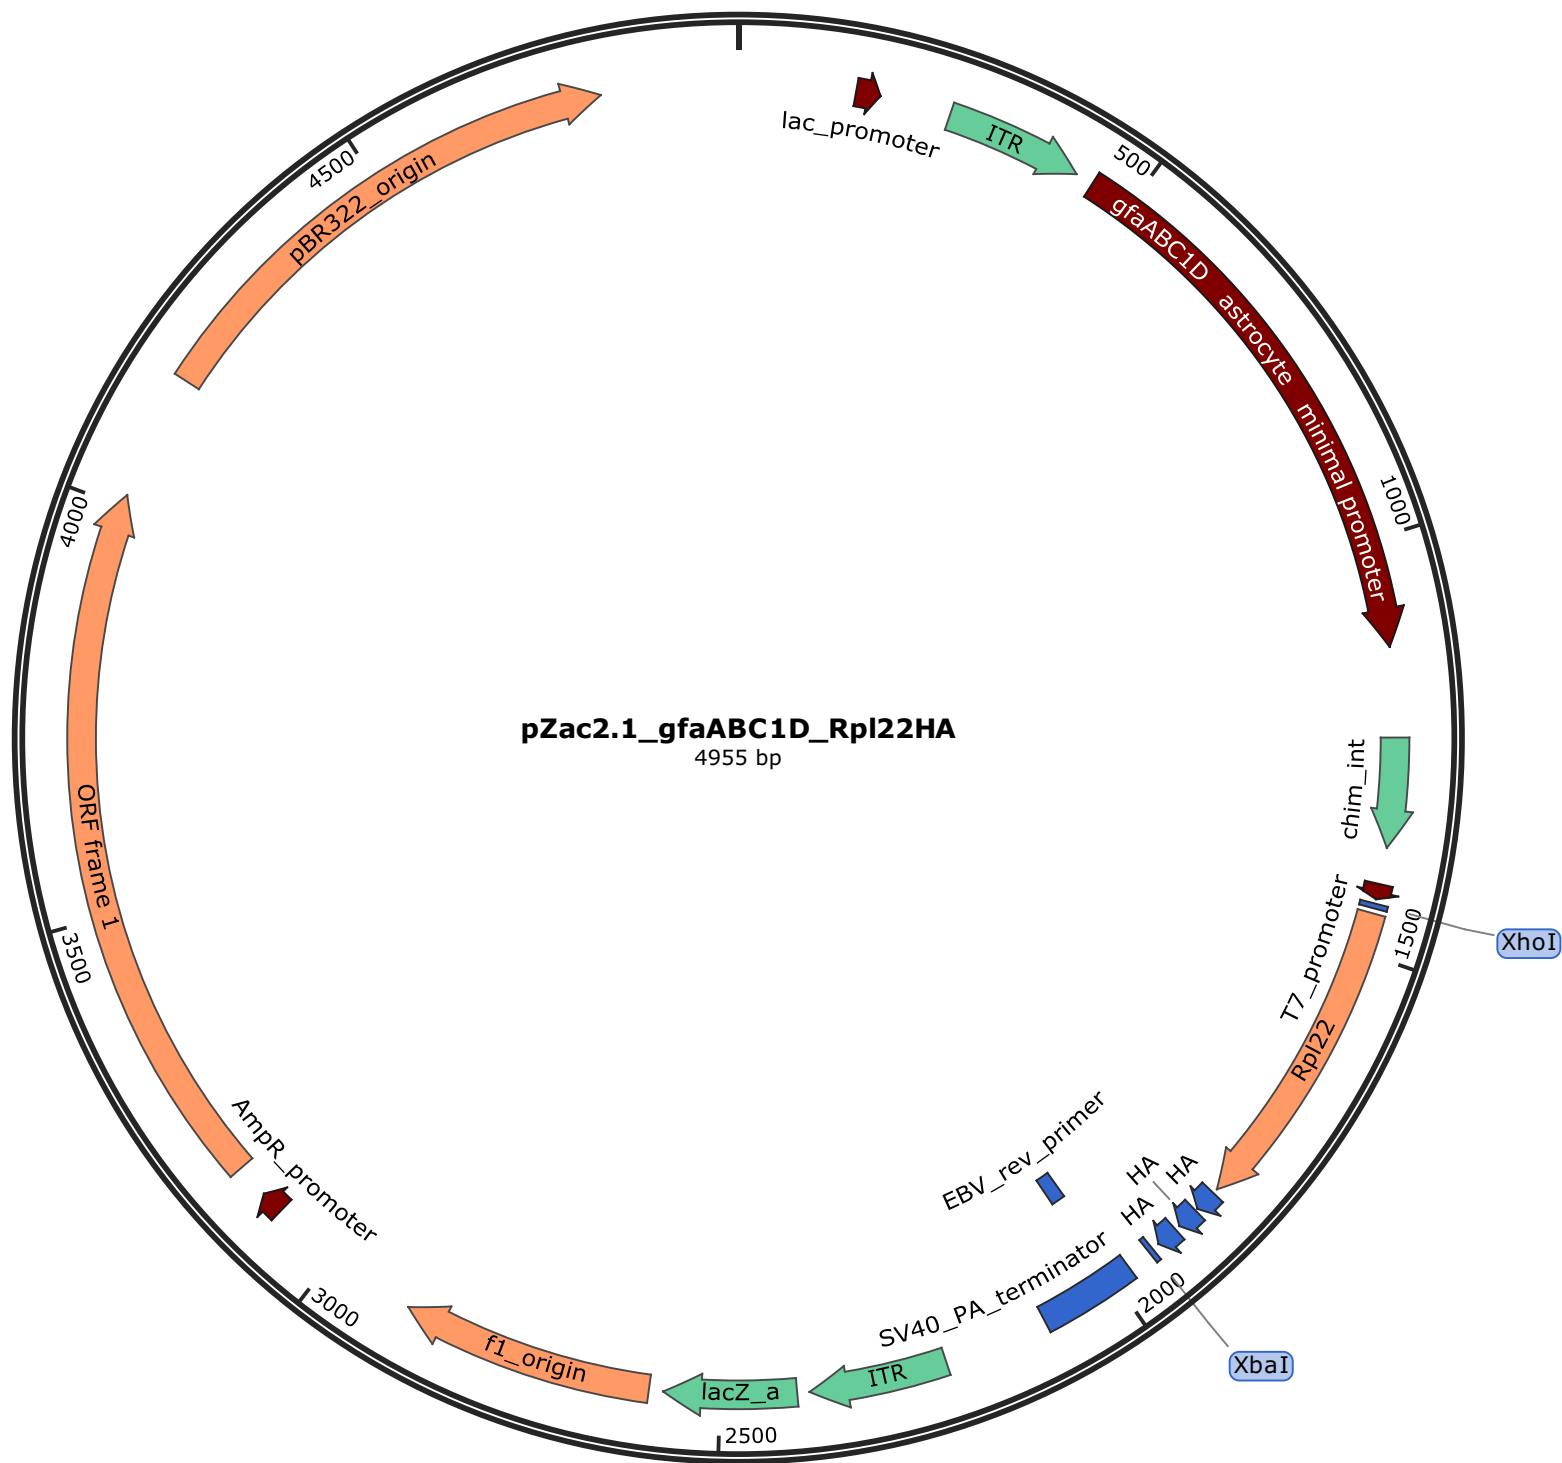 lac_promoter
ITR
500
gfaABC1D astrocyte minimal promoter
1000
chim_int
T7_promoter
1500
XhoI
Rpl22
HA
HA
HA
2000
XbaI
EBV_rev_primer
SV40_PA_terminator
ITR
lacZ_a
2500
f1_origin
3000
AmpR_promoter
ORF frame 1
3500
4000
pBR322_origin
4500
pZac2.1_gfaABC1D_Rpl22HA
4955 bp